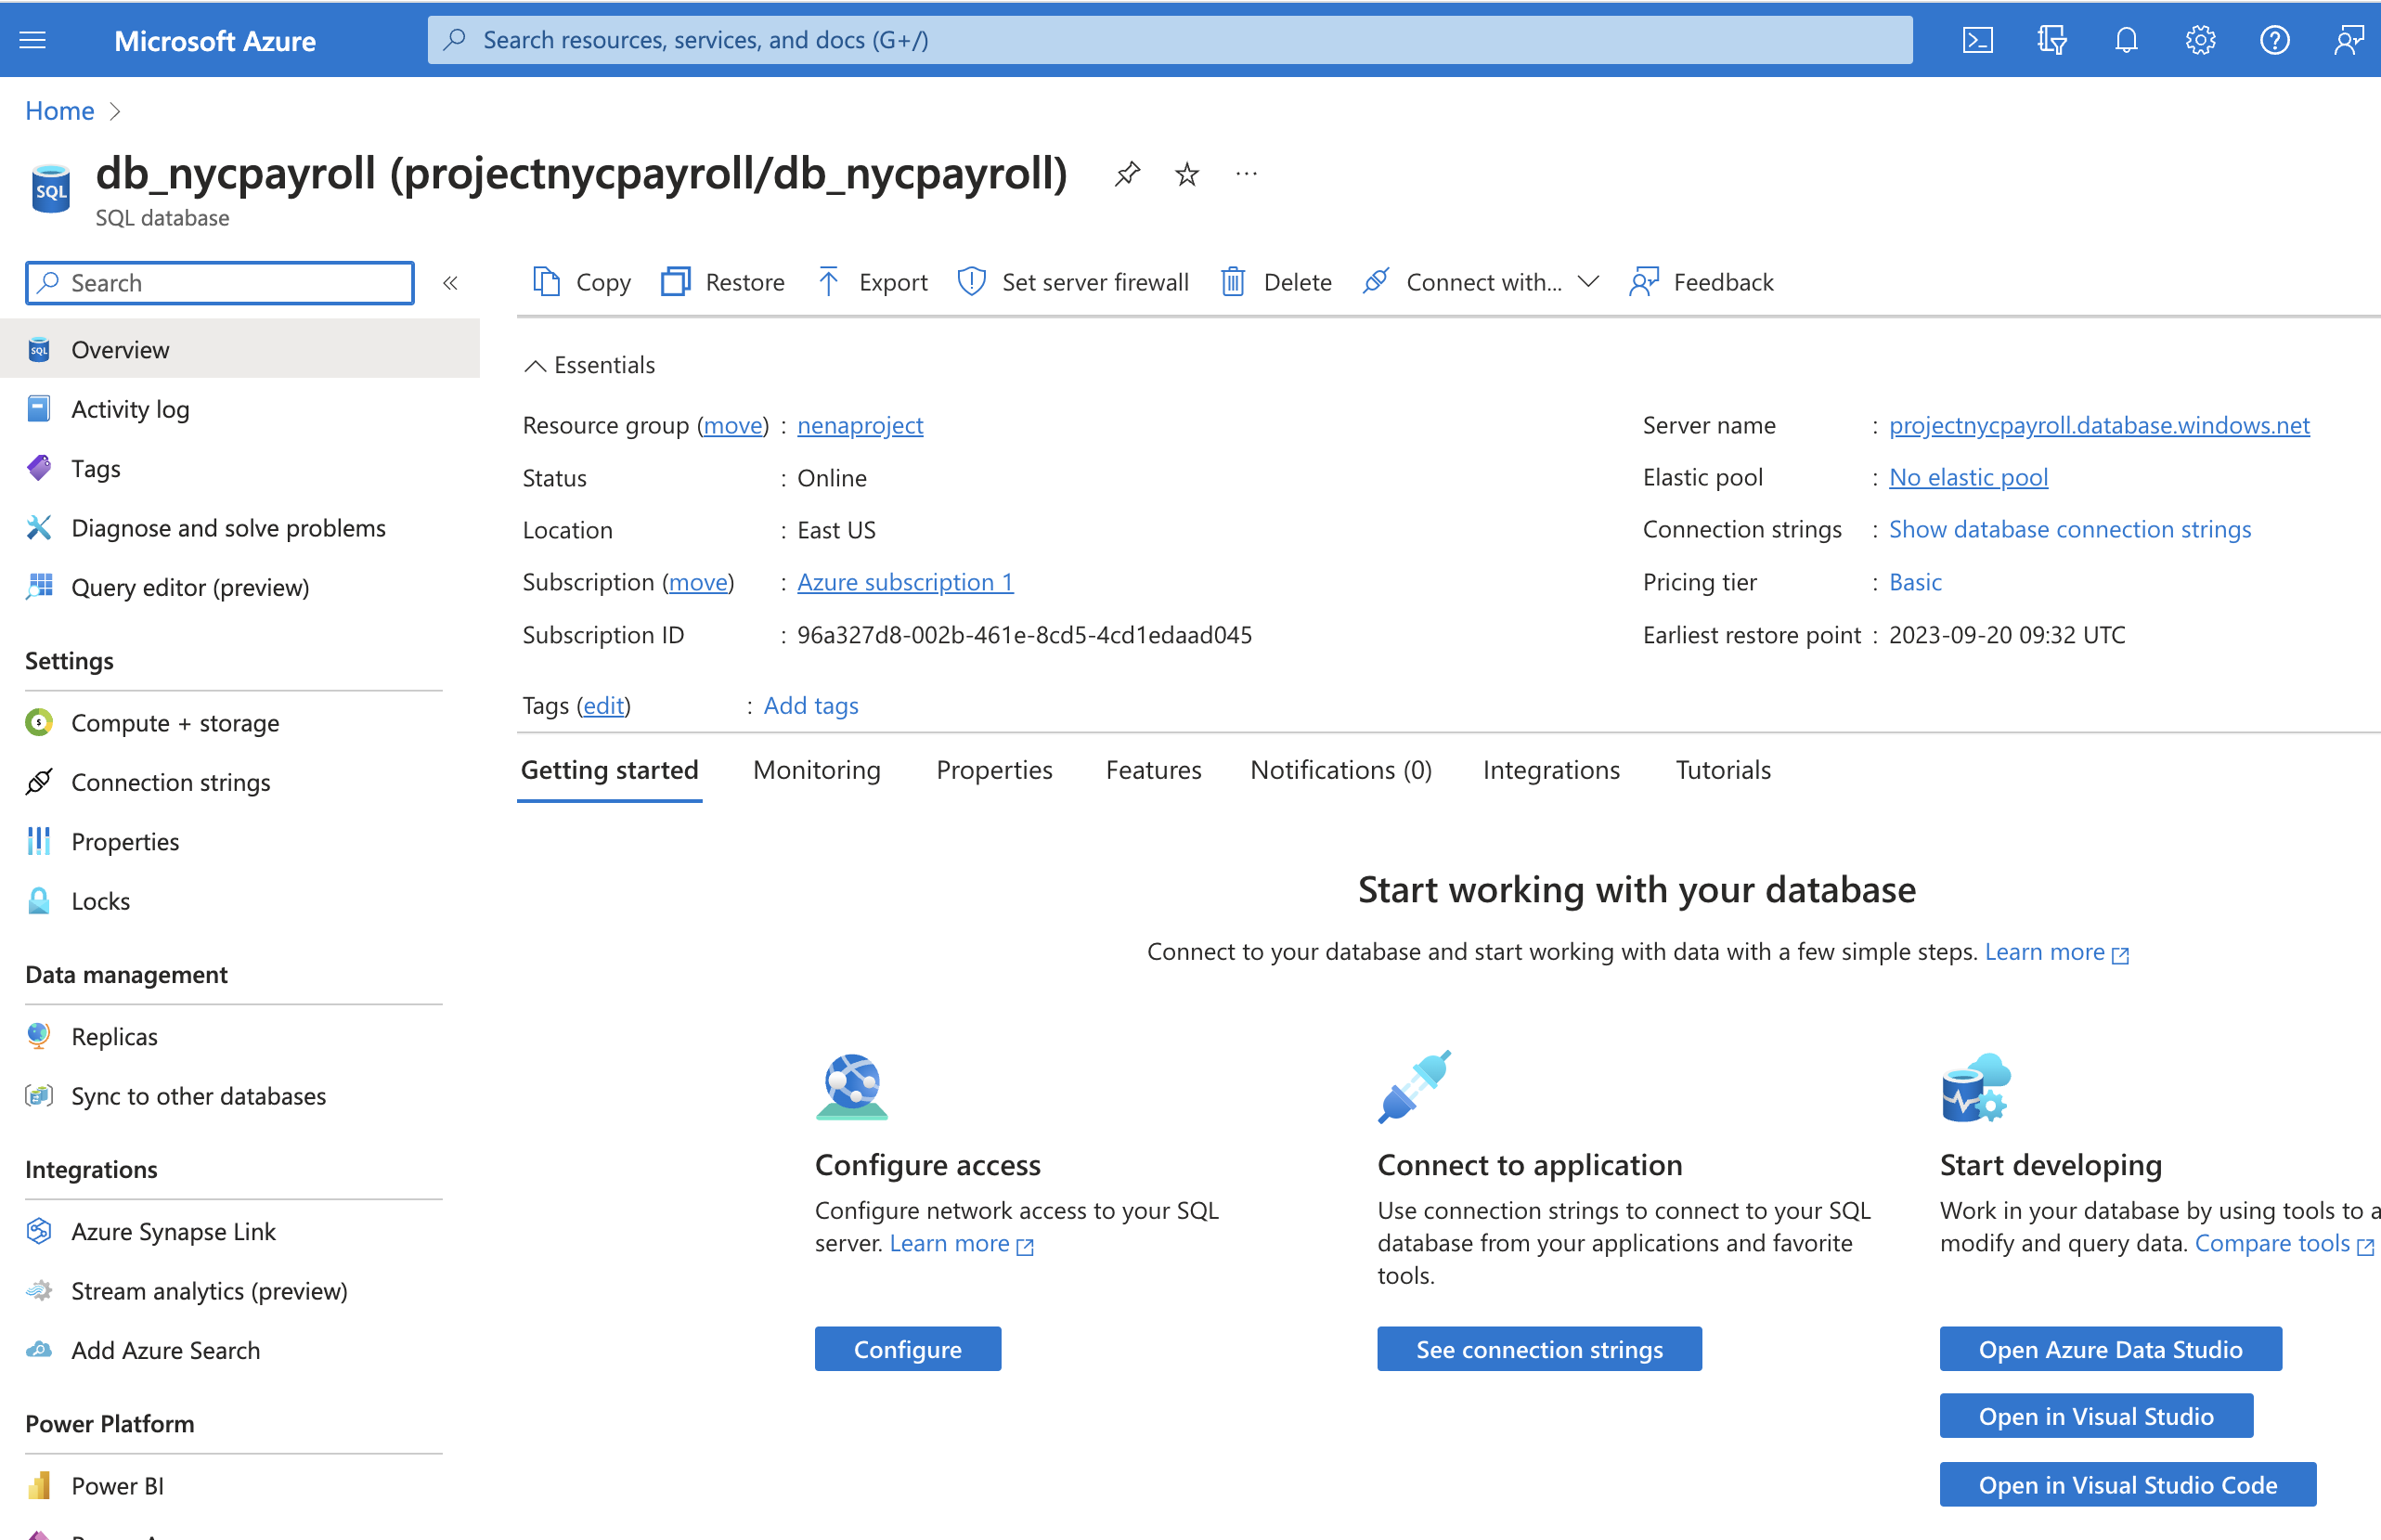 Microsoft Azure
Search resources, services, and docs (G+/)
Home
db_nycpayroll (projectnycpayroll/db_nycpayroll)
SQL
SQL database
Search
Copy
Restore
Export
Set server firewall
Delete
Connect with...
Feedback
SQL
Overview
Activity log
Tags
Diagnose and solve problems
Query editor (preview)
Settings
Compute + storage
Connection strings
Properties
Locks
Data management
Replicas
Sync to other databases
Integrations
Azure Synapse Link
Stream analytics (preview)
Add Azure Search
Power Platform
Power BI
Essentials
Resource group (move) : nenaproject
Status : Online
Location : East US
Subscription (move) : Azure subscription 1
Subscription ID : 96a327d8-002b-461e-8cd5-4cd1edaad045
Tags (edit) : Add tags
Server name : projectnycpayroll.database.windows.net
Elastic pool : No elastic pool
Connection strings : Show database connection strings
Pricing tier : Basic
Earliest restore point : 2023-09-20 09:32 UTC
Getting started
Monitoring
Properties
Features
Notifications (0)
Integrations
Tutorials
Start working with your database
Connect to your database and start working with data with a few simple steps. Learn more
Configure access
Configure network access to your SQL
server. Learn more
Configure
Connect to application
Use connection strings to connect to your SQL
database from your applications and favorite
tools.
See connection strings
Start developing
Work in your database by using tools to a
modify and query data. Compare tools
Open Azure Data Studio
Open in Visual Studio
Open in Visual Studio Code